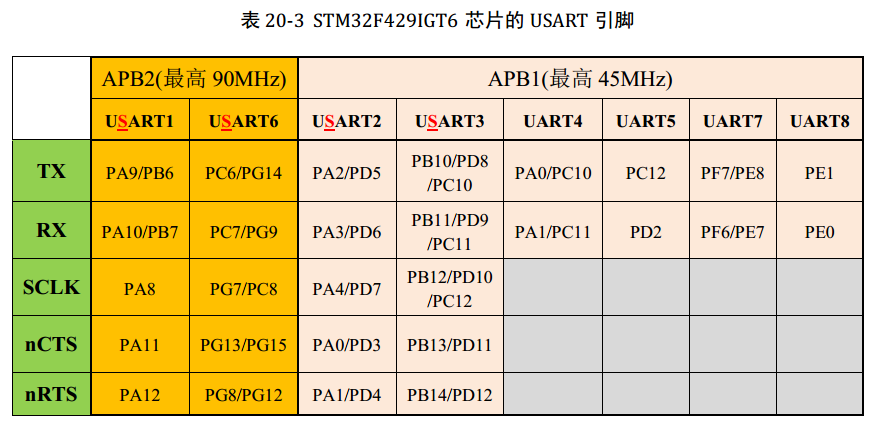 表 20-3 STM32F429IGT6 芯片的 USART 引脚
APB2(最高 90MHz) APB1(最高 45MHz)
USART1 USART6 USART2 USART3 UART4 UART5 UART7 UART8
TX PA9/PB6 PC6/PG14 PA2/PD5 PB10/PD8 /PC10 PA0/PC10 PC12 PF7/PE8 PE1
RX PA10/PB7 PC7/PG9 PA3/PD6 PB11/PD9 /PC11 PA1/PC11 PD2 PF6/PE7 PE0
SCLK PA8 PG7/PC8 PA4/PD7 PB12/PD10 /PC12
nCTS PA11 PG13/PG15 PA0/PD3 PB13/PD11
nRTS PA12 PG8/PG12 PA1/PD4 PB14/PD12